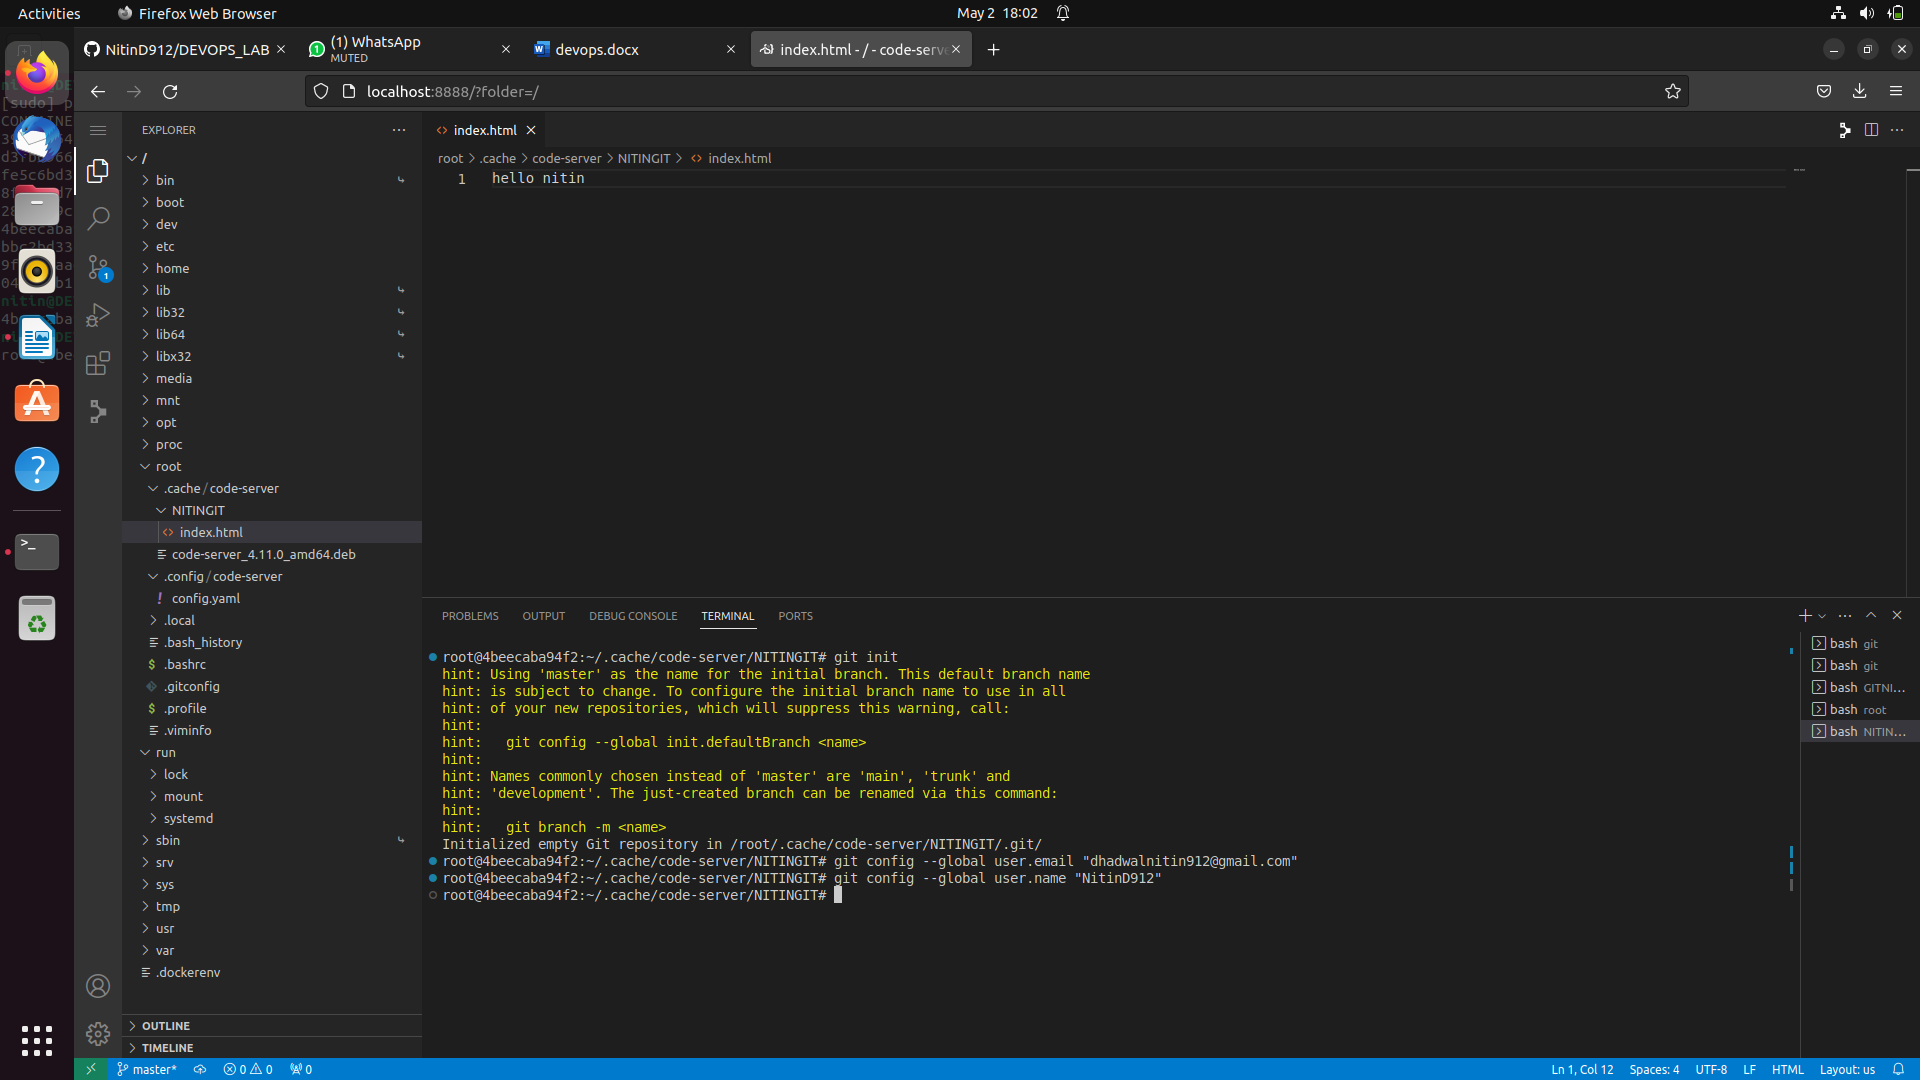 Activities
Firefox Web Browser
May 2 18:02
NitinD912/DEVOPS_LAB
(1) WhatsApp
MUTED
devops.docx
index.html - / - code-serve
localhost:8888/?folder=/
EXPLORER
/
bin
boot
dev
etc
home
lib
lib32
lib64
libx32
media
mnt
opt
proc
root
.cache / code-server
NITINGIT
index.html
code-server_4.11.0_amd64.deb
.config / code-server
config.yaml
.local
.bash_history
.bashrc
.gitconfig
.profile
.viminfo
run
lock
mount
systemd
sbin
srv
sys
tmp
usr
var
.dockerenv
OUTLINE
TIMELINE
index.html
root > .cache > code-server > NITINGIT > index.html
1 hello nitin
PROBLEMS OUTPUT DEBUG CONSOLE TERMINAL PORTS
root@4beecaba94f2:~/.cache/code-server/NITINGIT# git init
hint: Using 'master' as the name for the initial branch. This default branch name
hint: is subject to change. To configure the initial branch name to use in all
hint: of your new repositories, which will suppress this warning, call:
hint:
hint:   git config --global init.defaultBranch <name>
hint:
hint: Names commonly chosen instead of 'master' are 'main', 'trunk' and
hint: 'development'. The just-created branch can be renamed via this command:
hint:
hint:   git branch -m <name>
Initialized empty Git repository in /root/.cache/code-server/NITINGIT/.git/
root@4beecaba94f2:~/.cache/code-server/NITINGIT# git config --global user.email "dhadwalnitin912@gmail.com"
root@4beecaba94f2:~/.cache/code-server/NITINGIT# git config --global user.name "NitinD912"
root@4beecaba94f2:~/.cache/code-server/NITINGIT#
bash git
bash git
bash GITNI...
bash root
bash NITIN...
1
master*
0 0
0
Ln 1, Col 12
Spaces: 4
UTF-8
LF
HTML
Layout: us